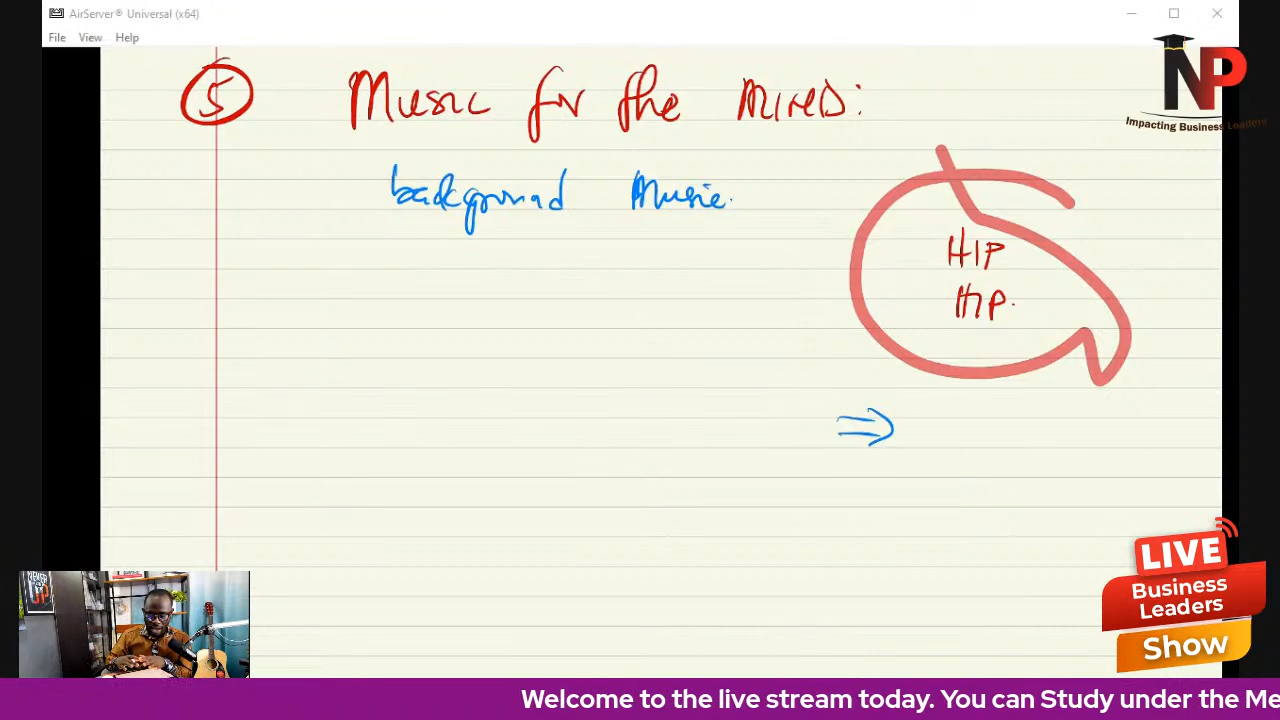 AirServer® Universal (x64)
File View Help
5 Music for the MIND:
background Music.
HIP
HIP.
⇒
NP
Impacting Business Leaders
LIVE
Business
Leaders
Show
Welcome to the live stream today. You can Study under the Me